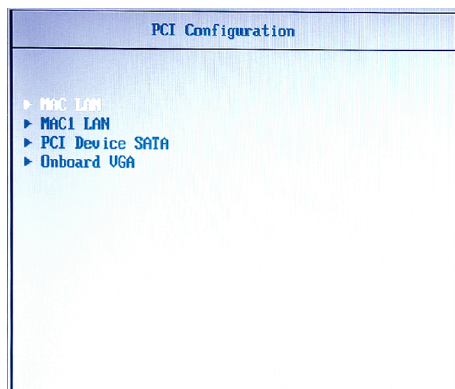 PCI Configuration
▶ MAC LAN
▶ MAC1 LAN
▶ PCI Device SATA
▶ Onboard VGA